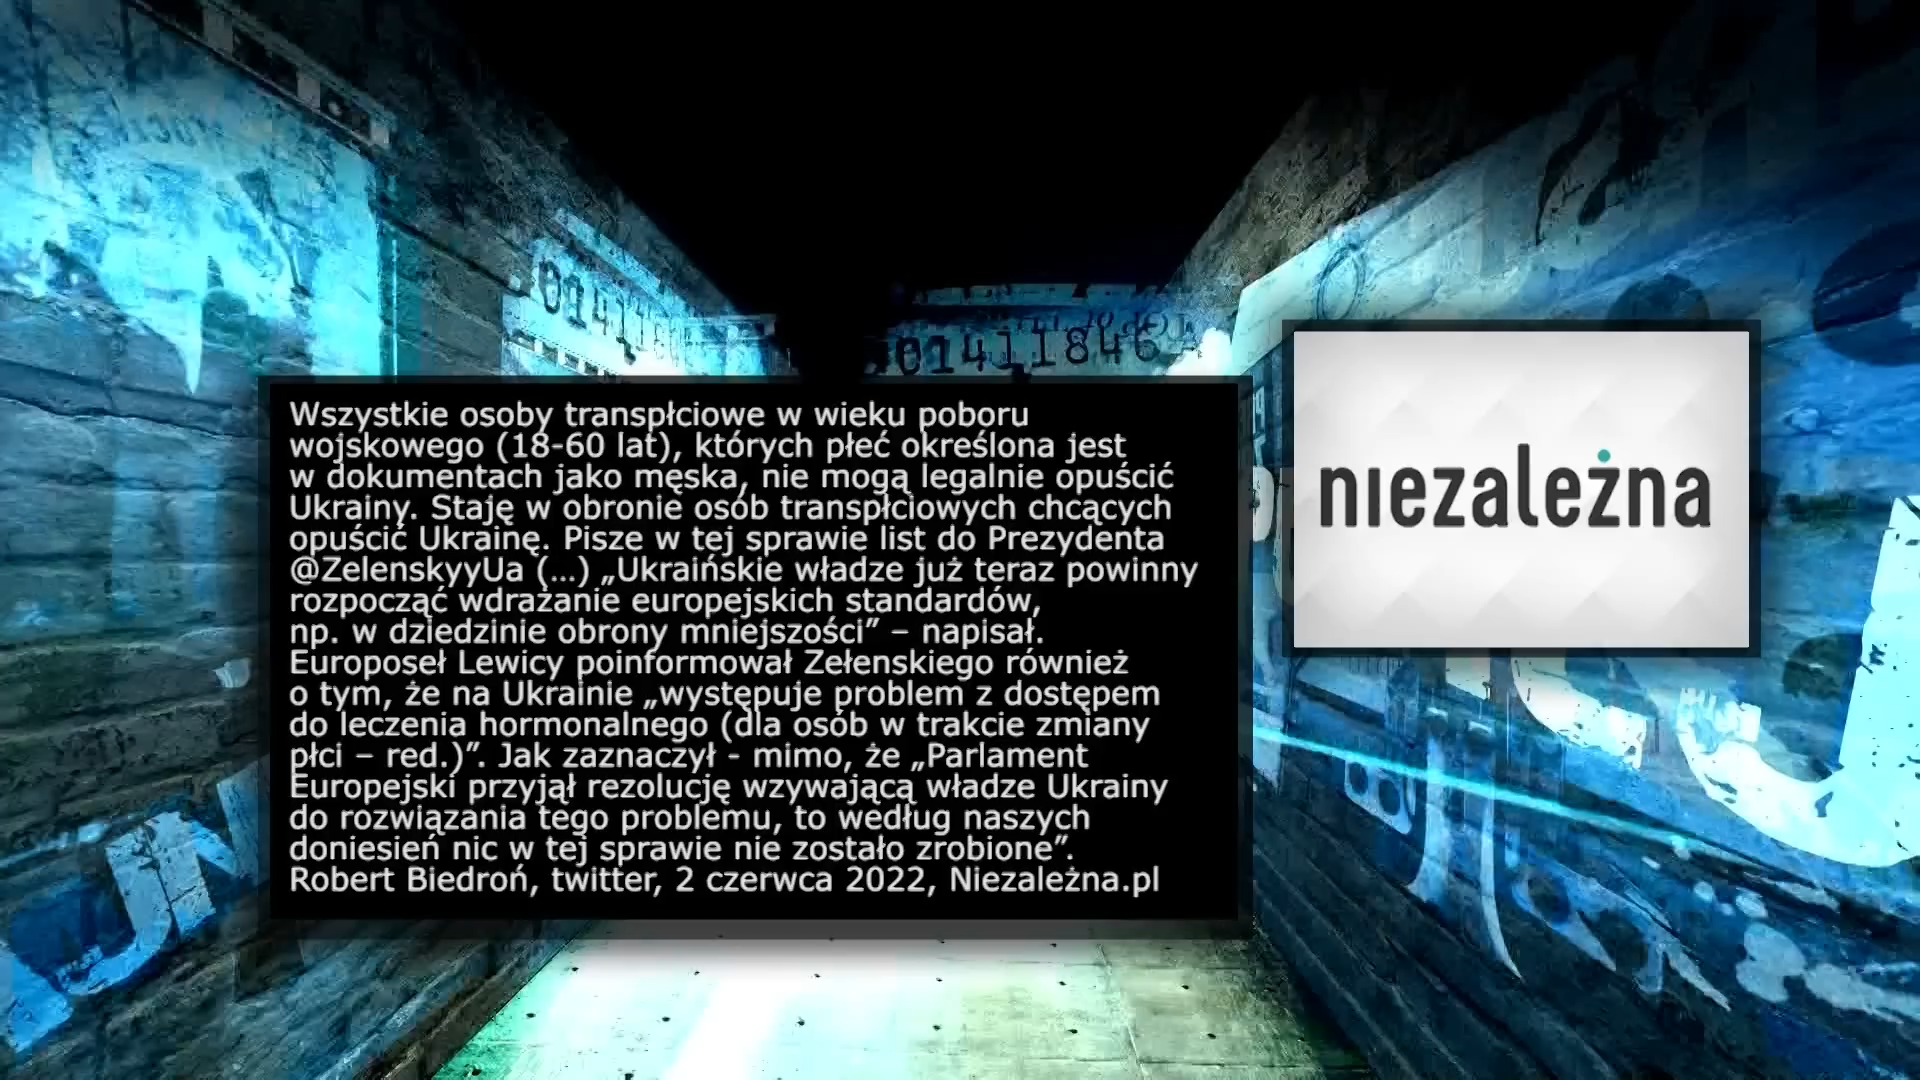 014114
014118460
Wszystkie osoby transpłciowe w wieku poboru
wojskowego (18-60 lat), których płeć określona jest
w dokumentach jako męska, nie mogą legalnie opuścić
Ukrainy. Staję w obronie osób transpłciowych chcących
opuścić Ukrainę. Pisze w tej sprawie list do Prezydenta
@ZelenskyyUa (...) „Ukraińskie władze już teraz powinny
rozpocząć wdrażanie europejskich standardów,
np. w dziedzinie obrony mniejszości” – napisał.
Europoseł Lewicy poinformował Zełenskiego również
o tym, że na Ukrainie „występuje problem z dostępem
do leczenia hormonalnego (dla osób w trakcie zmiany
płci – red.)”. Jak zaznaczył - mimo, że „Parlament
Europejski przyjął rezolucję wzywającą władze Ukrainy
do rozwiązania tego problemu, to według naszych
doniesień nic w tej sprawie nie zostało zrobione”.
Robert Biedroń, twitter, 2 czerwca 2022, Niezależna.pl
niezależna